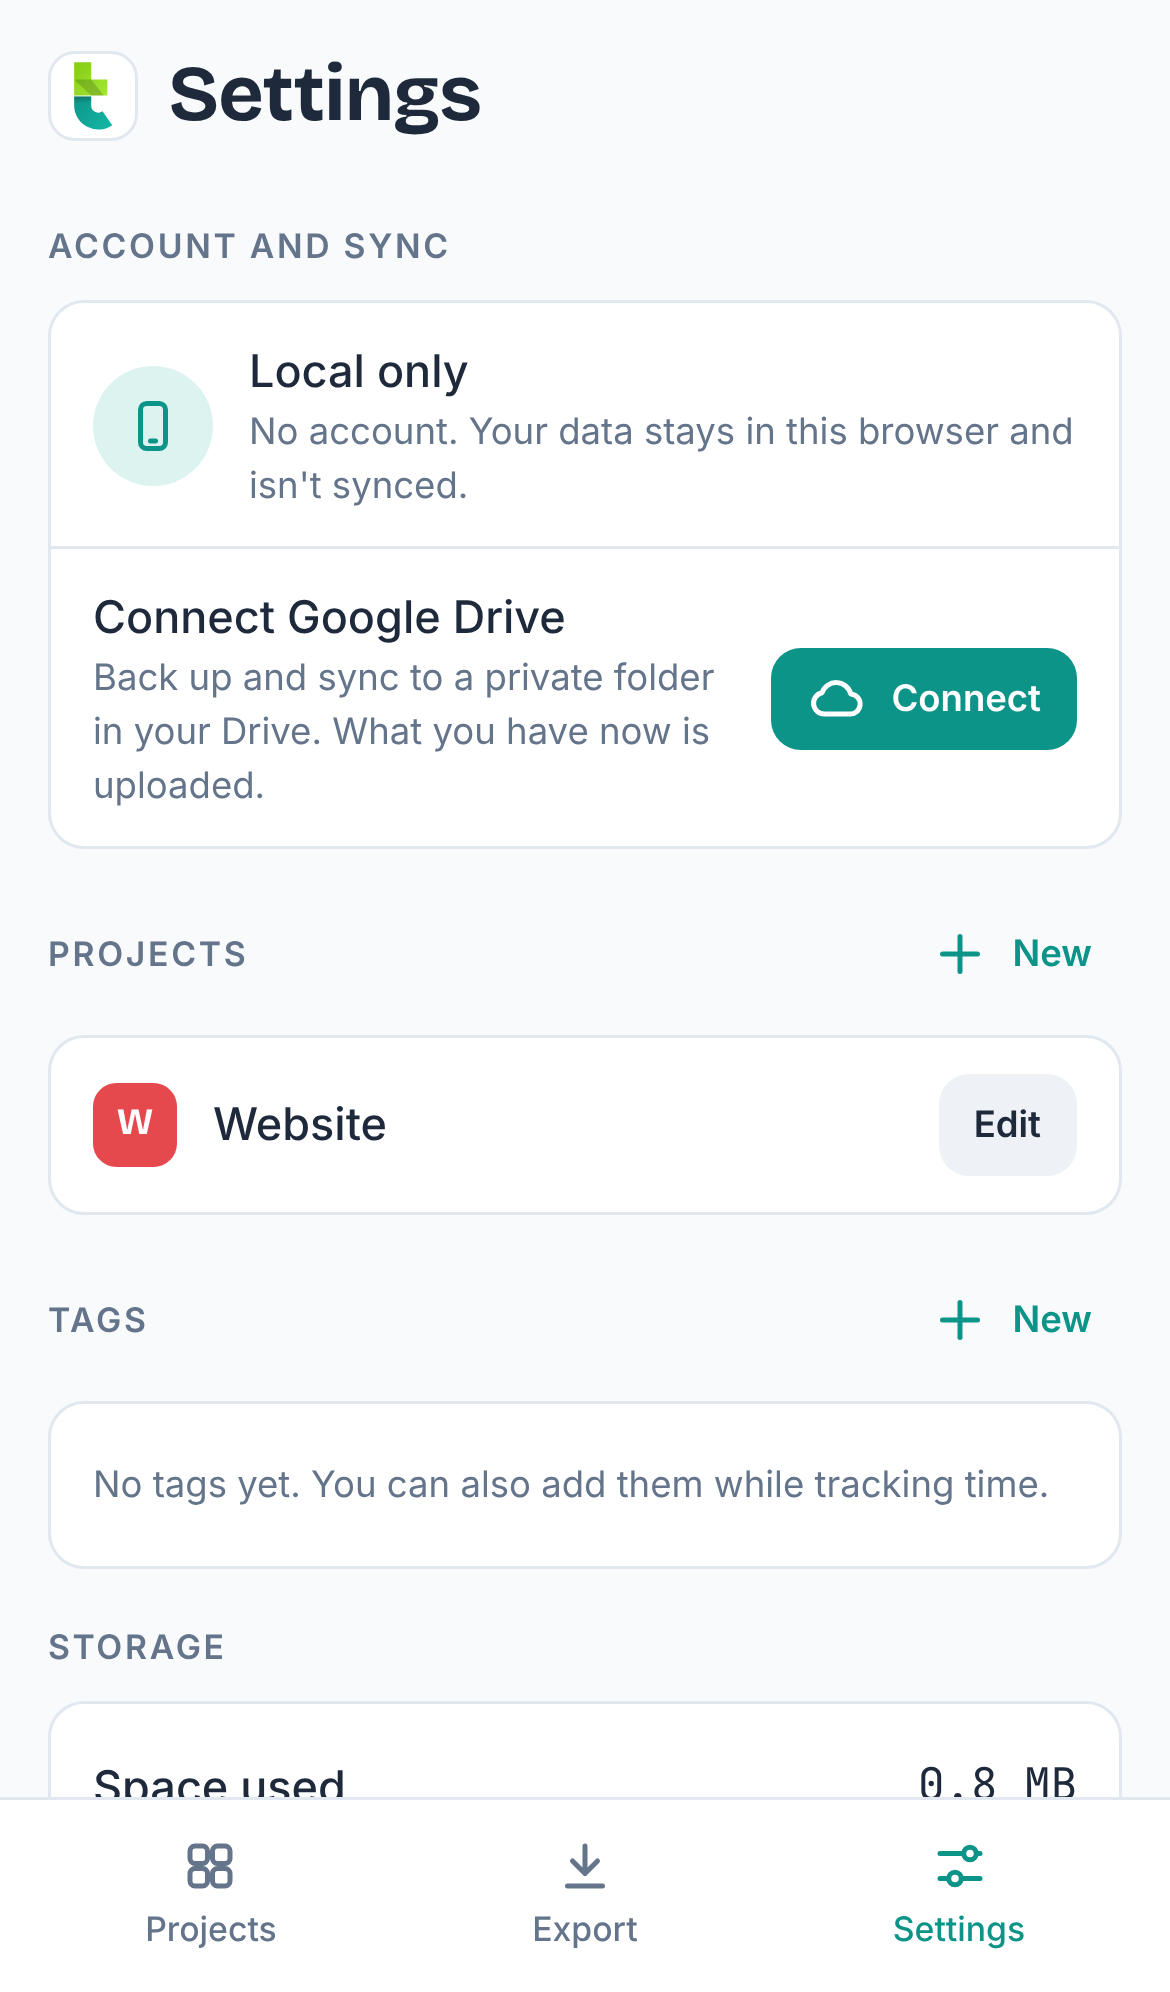 Settings
ACCOUNT AND SYNC
Local only
No account. Your data stays in this browser and
isn't synced.
Connect Google Drive
Back up and sync to a private folder
in your Drive. What you have now is
uploaded.
Connect
PROJECTS
New
W
Website
Edit
TAGS
New
No tags yet. You can also add them while tracking time.
STORAGE
Space used
0.8 MB
Projects
Export
Settings